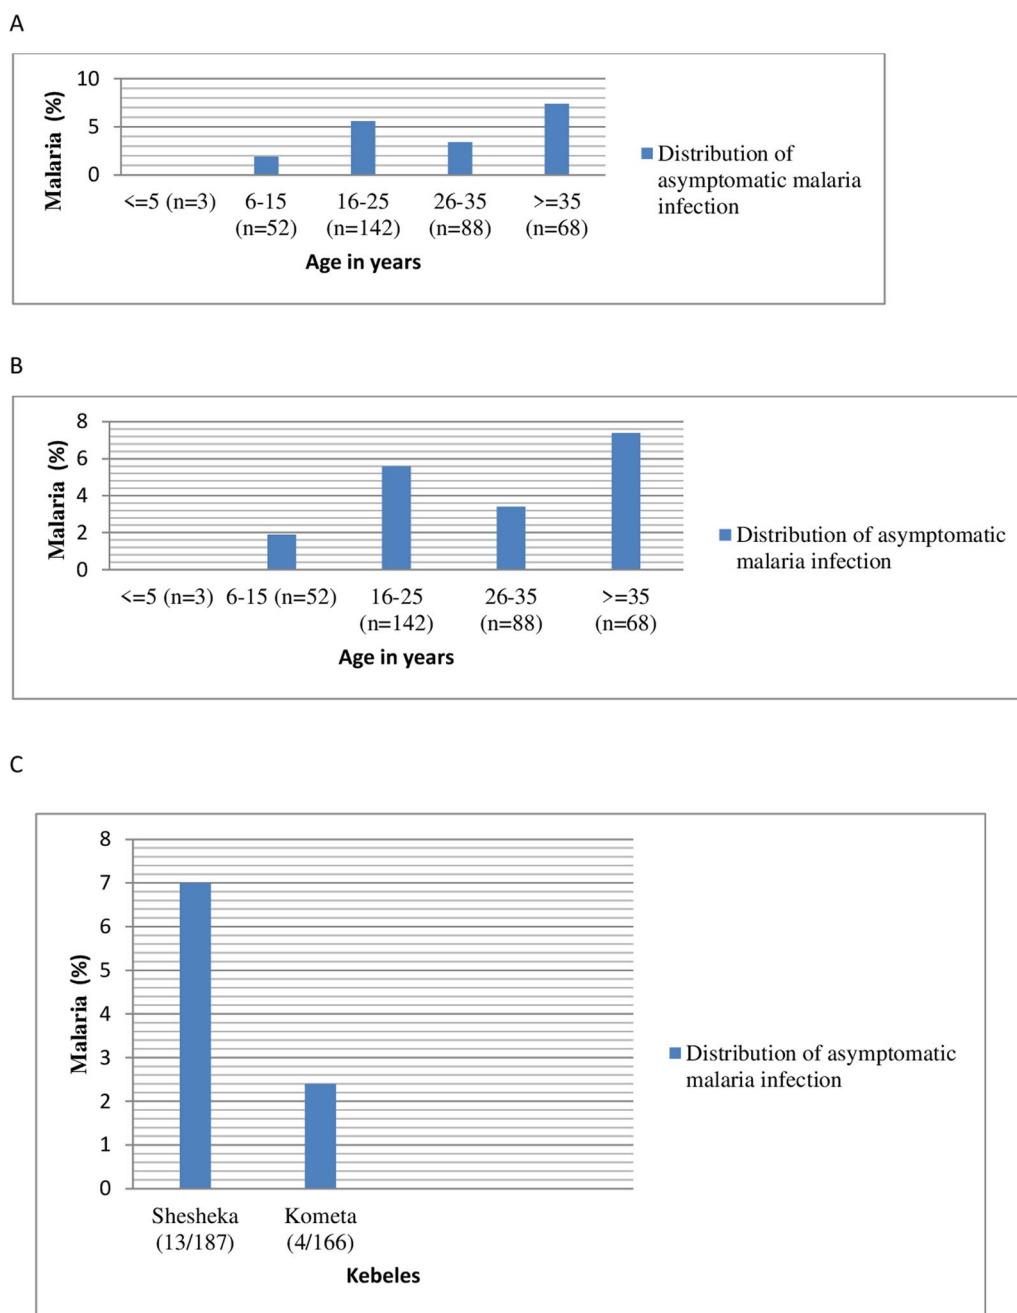 A
Malaria (%)
10
5
0
<=5 (n=3)
6-15
(n=52)
16-25
(n=142)
26-35
(n=88)
>=35
(n=68)
Age in years
Distribution of
asymptomatic malaria
infection
B
Malaria (%)
8
6
4
2
0
<=5 (n=3)
6-15 (n=52)
16-25
(n=142)
26-35
(n=88)
>=35
(n=68)
Age in years
Distribution of asymptomatic
malaria infection
C
Malaria (%)
8
7
6
5
4
3
2
1
0
Shesheka
(13/187)
Kometa
(4/166)
Kebeles
Distribution of asymptomatic
malaria infection